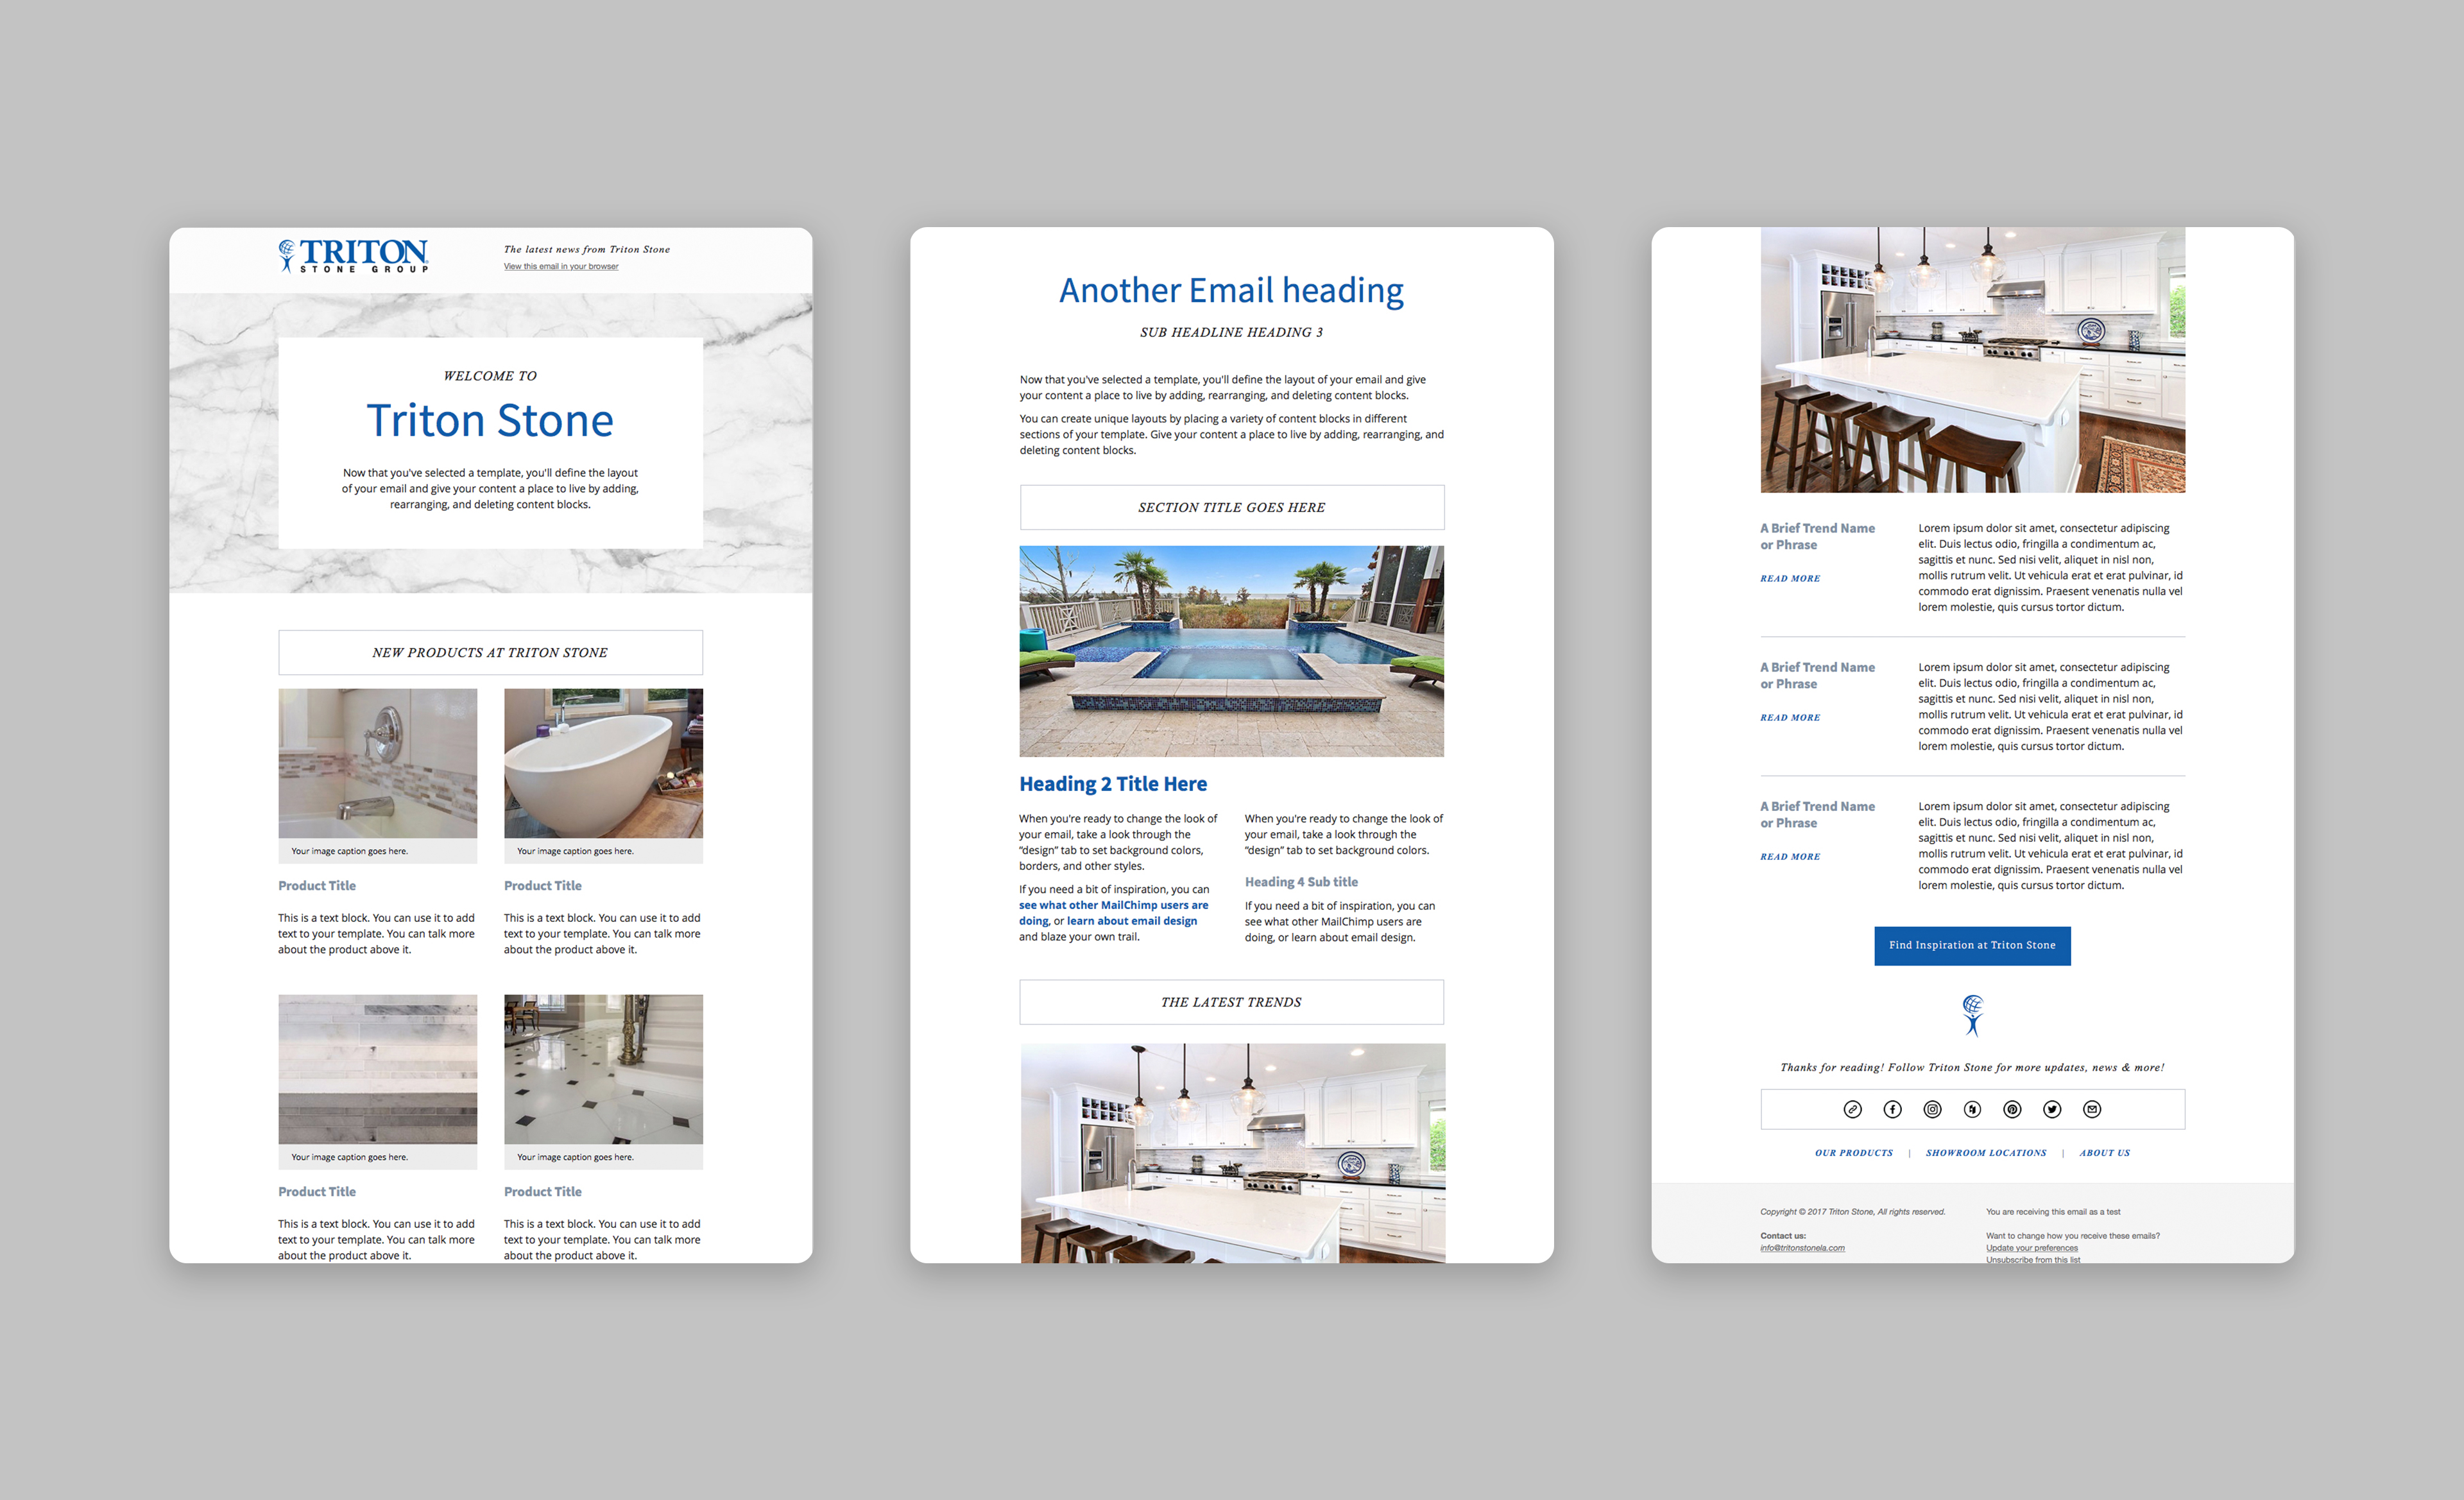 TRITON
STONE GROUP
The latest news from Triton Stone
View this email in your browser
WELCOME TO
Triton Stone
Now that you've selected a template, you'll define the layout
of your email and give your content a place to live by adding,
rearranging, and deleting content blocks.
NEW PRODUCTS AT TRITON STONE
Your image caption goes here.
Your image caption goes here.
Product Title
Product Title
This is a text block. You can use it to add
text to your template. You can talk more
about the product above it.
This is a text block. You can use it to add
text to your template. You can talk more
about the product above it.
Your image caption goes here.
Your image caption goes here.
Product Title
Product Title
This is a text block. You can use it to add
text to your template. You can talk more
about the product above it.
This is a text block. You can use it to add
text to your template. You can talk more
about the product above it.
Another Email heading
SUB HEADLINE HEADING 3
Now that you've selected a template, you'll define the layout of your email and give
your content a place to live by adding, rearranging, and deleting content blocks.
You can create unique layouts by placing a variety of content blocks in different
sections of your template. Give your content a place to live by adding, rearranging, and
deleting content blocks.
SECTION TITLE GOES HERE
Heading 2 Title Here
When you're ready to change the look of
your email, take a look through the
"design" tab to set background colors,
borders, and other styles.
If you need a bit of inspiration, you can
see what other MailChimp users are
doing, or learn about email design
and blaze your own trail.
When you're ready to change the look of
your email, take a look through the
"design" tab to set background colors.
Heading 4 Sub title
If you need a bit of inspiration, you can
see what other MailChimp users are
doing, or learn about email design.
THE LATEST TRENDS
A Brief Trend Name
or Phrase
READ MORE
Lorem ipsum dolor sit amet, consectetur adipiscing
elit. Duis lectus odio, fringilla a condimentum ac,
sagittis et nunc. Sed nisi velit, aliquet in nisl non,
mollis rutrum velit. Ut vehicula erat et erat pulvinar, id
commodo erat dignissim. Praesent venenatis nulla vel
lorem molestie, quis cursus tortor dictum.
A Brief Trend Name
or Phrase
READ MORE
Lorem ipsum dolor sit amet, consectetur adipiscing
elit. Duis lectus odio, fringilla a condimentum ac,
sagittis et nunc. Sed nisi velit, aliquet in nisl non,
mollis rutrum velit. Ut vehicula erat et erat pulvinar, id
commodo erat dignissim. Praesent venenatis nulla vel
lorem molestie, quis cursus tortor dictum.
A Brief Trend Name
or Phrase
READ MORE
Lorem ipsum dolor sit amet, consectetur adipiscing
elit. Duis lectus odio, fringilla a condimentum ac,
sagittis et nunc. Sed nisi velit, aliquet in nisl non,
mollis rutrum velit. Ut vehicula erat et erat pulvinar, id
commodo erat dignissim. Praesent venenatis nulla vel
lorem molestie, quis cursus tortor dictum.
Find Inspiration at Triton Stone
Thanks for reading! Follow Triton Stone for more updates, news & more!
OUR PRODUCTS | SHOWROOM LOCATIONS | ABOUT US
Copyright © 2017 Triton Stone, All rights reserved.
Contact us:
info@tritonstonela.com
You are receiving this email as a test
Want to change how you receive these emails?
Update your preferences
Unsubscribe from this list